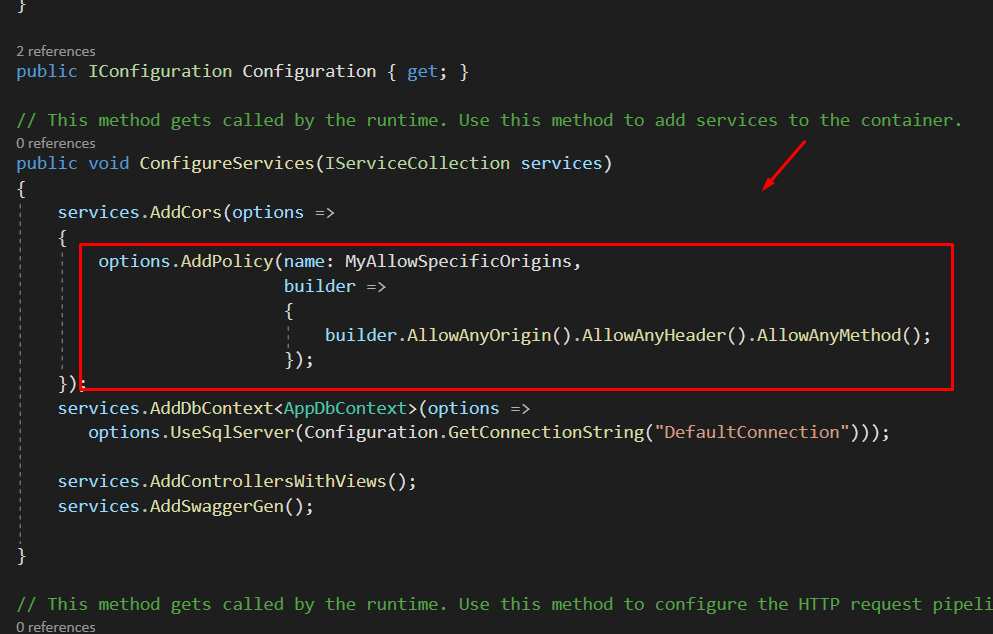 }
2 references
public IConfiguration Configuration { get; }
// This method gets called by the runtime. Use this method to add services to the container.
0 references
public void ConfigureServices(IServiceCollection services)
{
services.AddCors(options =>
{
options.AddPolicy(name: MyAllowSpecificOrigins,
builder =>
{
builder.AllowAnyOrigin().AllowAnyHeader().AllowAnyMethod();
});
});
services.AddDbContext<AppDbContext>(options =>
options.UseSqlServer(Configuration.GetConnectionString("DefaultConnection")));
services.AddControllersWithViews();
services.AddSwaggerGen();
}
// This method gets called by the runtime. Use this method to configure the HTTP request pipeli
0 references